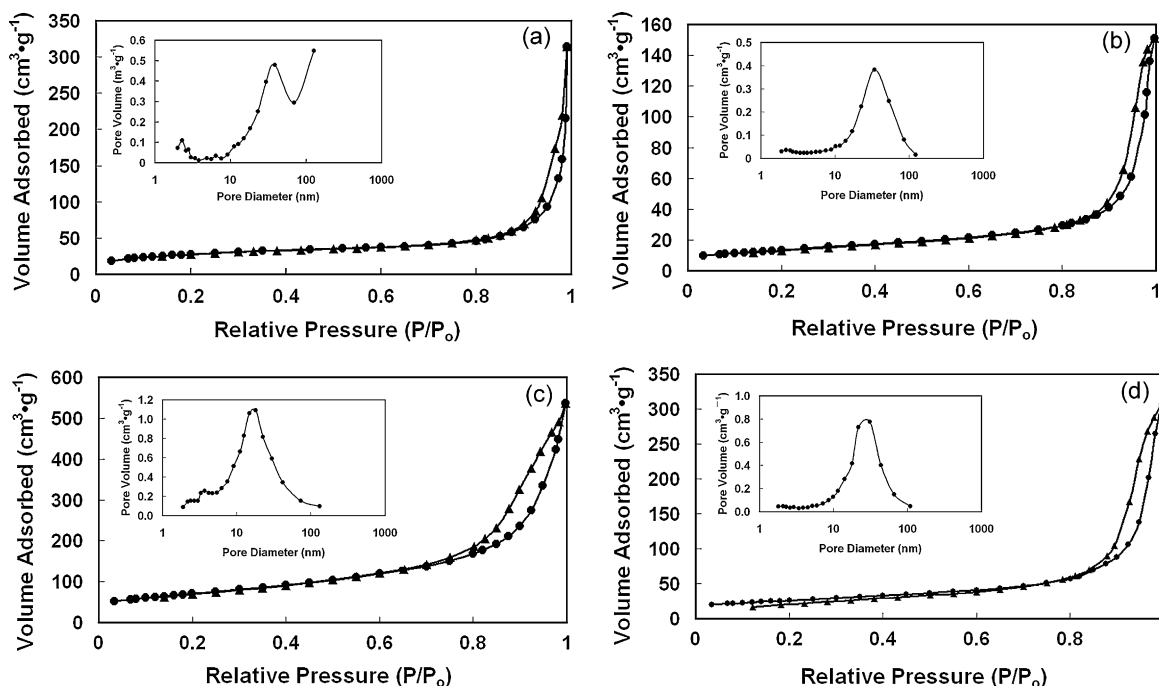 (a)
Volume Adsorbed (cm³•g⁻¹)
350
300
250
200
150
100
50
0
0 0.2 0.4 0.6 0.8 1
Relative Pressure (P/Pₒ)
Pore Volume (m³•g⁻¹)
0.6
0.5
0.4
0.3
0.2
0.1
0
1 10 100 1000
Pore Diameter (nm)
(b)
Volume Adsorbed (cm³•g⁻¹)
160
140
120
100
80
60
40
20
0
0 0.2 0.4 0.6 0.8 1
Relative Pressure (P/Pₒ)
Pore Volume (m³•g⁻¹)
0.5
0.4
0.3
0.2
0.1
0
1 10 100 1000
Pore Diameter (nm)
(c)
Volume Adsorbed (cm³•g⁻¹)
600
500
400
300
200
100
0
0 0.2 0.4 0.6 0.8 1
Relative Pressure (P/Pₒ)
Pore Volume (cm³•g⁻¹)
1.2
1.0
0.8
0.6
0.4
0.2
0.0
1 10 100 1000
Pore Diameter (nm)
(d)
Volume Adsorbed (cm³•g⁻¹)
350
300
250
200
150
100
50
0
0 0.2 0.4 0.6 0.8 1
Relative Pressure (P/Pₒ)
Pore Volume (cm³•g⁻¹)
1.0
0.8
0.6
0.4
0.2
0.0
1 10 100 1000
Pore Diameter (nm)